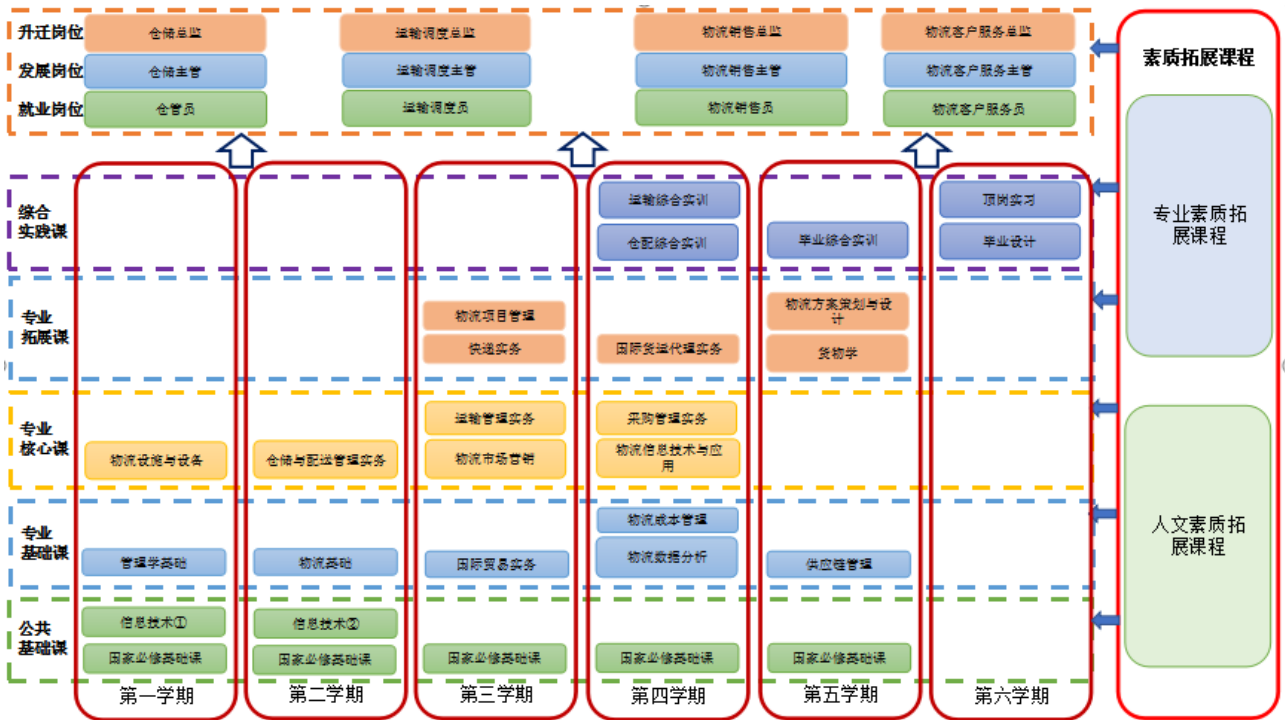 升迁岗位 仓储总监 运输调度总监 物流销售总监 物流客户服务总监
发展岗位 仓储主管 运输调度主管 物流销售主管 物流客户服务主管
就业岗位 仓管员 运输调度员 物流销售员 物流客户服务员
综合
实践课
运输综合实训 顶岗实习
仓配综合实训 毕业综合实训 毕业设计
专业
拓展课
物流项目管理 物流方案策划与设
计
快递实务 国际货运代理实务 货物学
专业
核心课
运输管理实务 采购管理实务
物流设施与设备 仓储与配送管理实务 物流市场营销 物流信息技术与应
用
专业
基础课
物流成本管理
管理学基础 物流基础 国际贸易实务 物流数据分析 供应链管理
公共
基础课
信息技术① 信息技术②
国家必修基础课 国家必修基础课 国家必修基础课 国家必修基础课 国家必修基础课
第一学期 第二学期 第三学期 第四学期 第五学期 第六学期
素质拓展课程
专业素质拓
展课程
人文素质拓
展课程